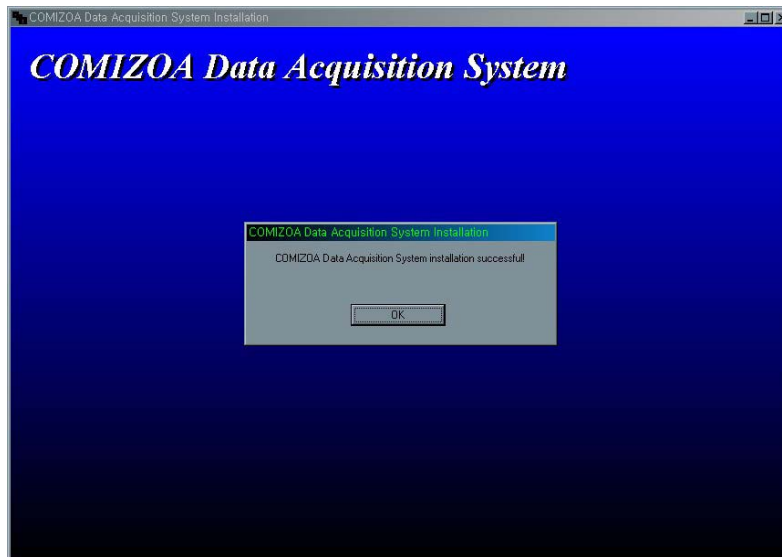 COMIZOA Data Acquisition System Installation
COMIZOA Data Acquisition System
COMIZOA Data Acquisition System Installation
COMIZOA Data Acquisition System installation successful!
OK